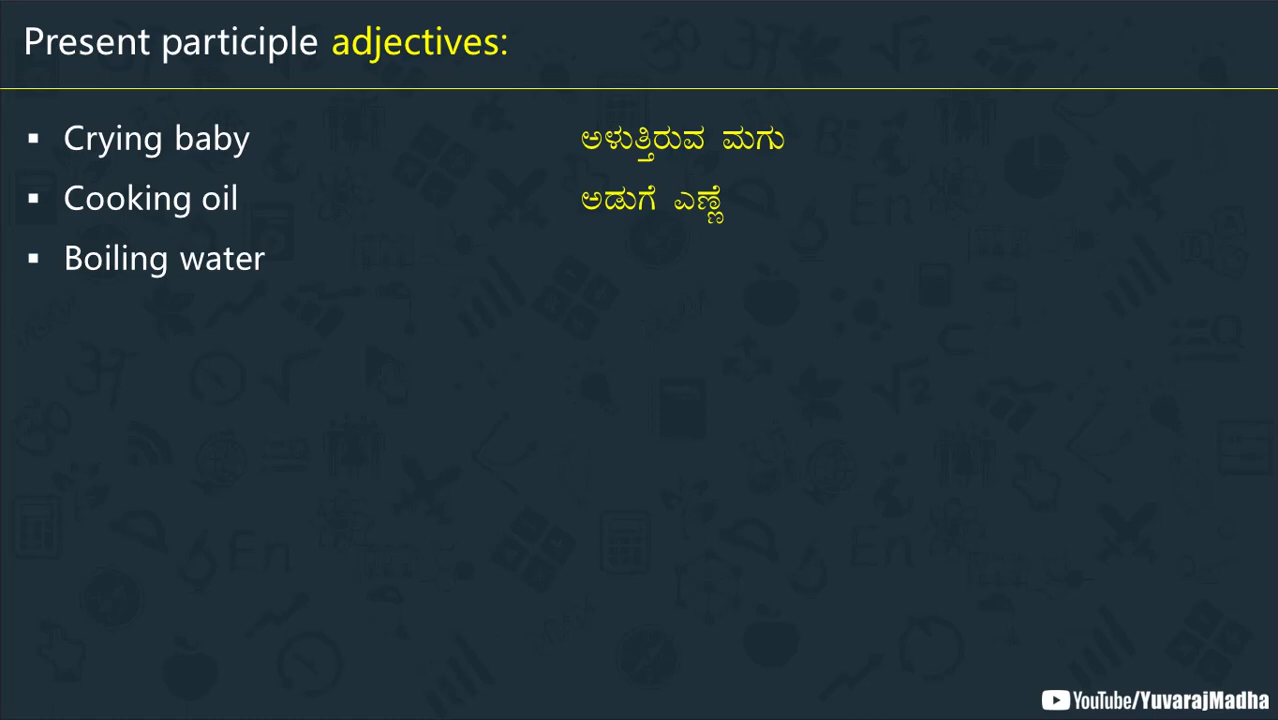 Present participle adjectives:
▪ Crying baby ಅಳುತ್ತಿರುವ ಮಗು
▪ Cooking oil ಅಡುಗೆ ಎಣ್ಣೆ
▪ Boiling water
YouTube/YuvarajMadha